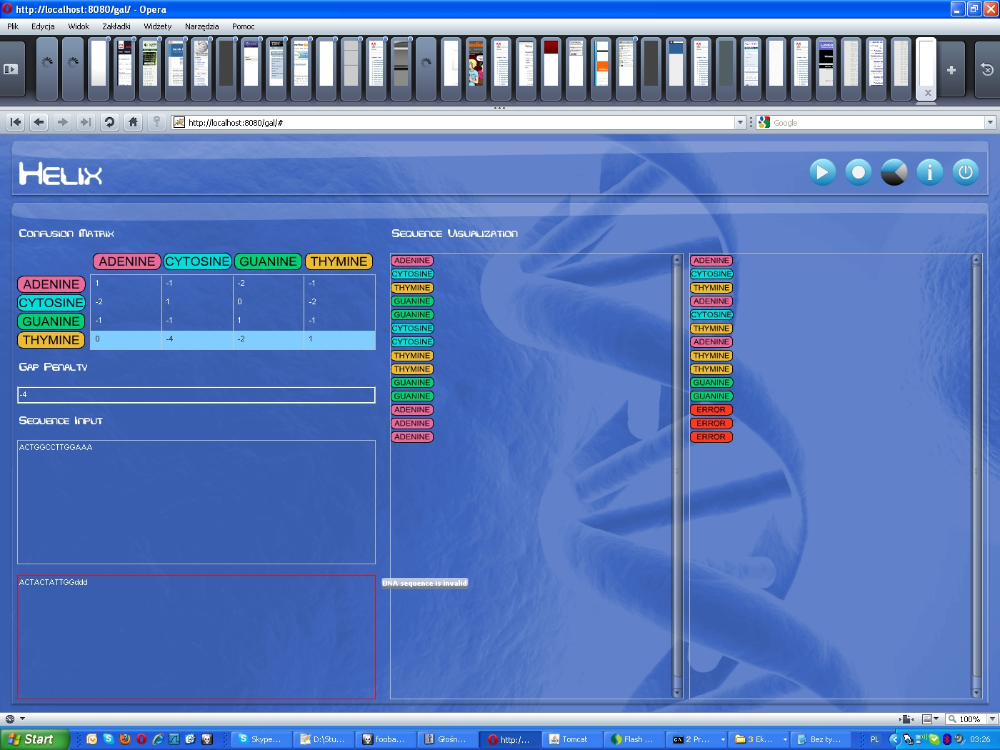 http://localhost:8080/gal/ - Opera
Plik Edycja Widok Zakładki Widżety Narzędzia Pomoc
http://localhost:8080/gal/#
Google
Helix
Confusion Matrix
Sequence Visualization
ADENINE CYTOSINE GUANINE THYMINE
ADENINE 1 -1 -2 -1
CYTOSINE -2 1 0 -2
GUANINE -1 -1 1 -1
THYMINE 0 -4 -2 1
Gap Penalty
-4
Sequence Input
ACTGGCCTTGGAAA
ACTACTATTGGddd
DNA sequence is invalid
ADENINE
CYTOSINE
THYMINE
GUANINE
GUANINE
CYTOSINE
CYTOSINE
THYMINE
THYMINE
GUANINE
GUANINE
ADENINE
ADENINE
ADENINE
ADENINE
CYTOSINE
THYMINE
ADENINE
CYTOSINE
THYMINE
ADENINE
THYMINE
THYMINE
GUANINE
GUANINE
ERROR
ERROR
ERROR
100%
Start
Skype...
D:\Stu...
fooba...
Głośn...
http:/...
Tomcat
Flash ...
2 Pr...
3 Ek...
Bez ty...
PL
03:26